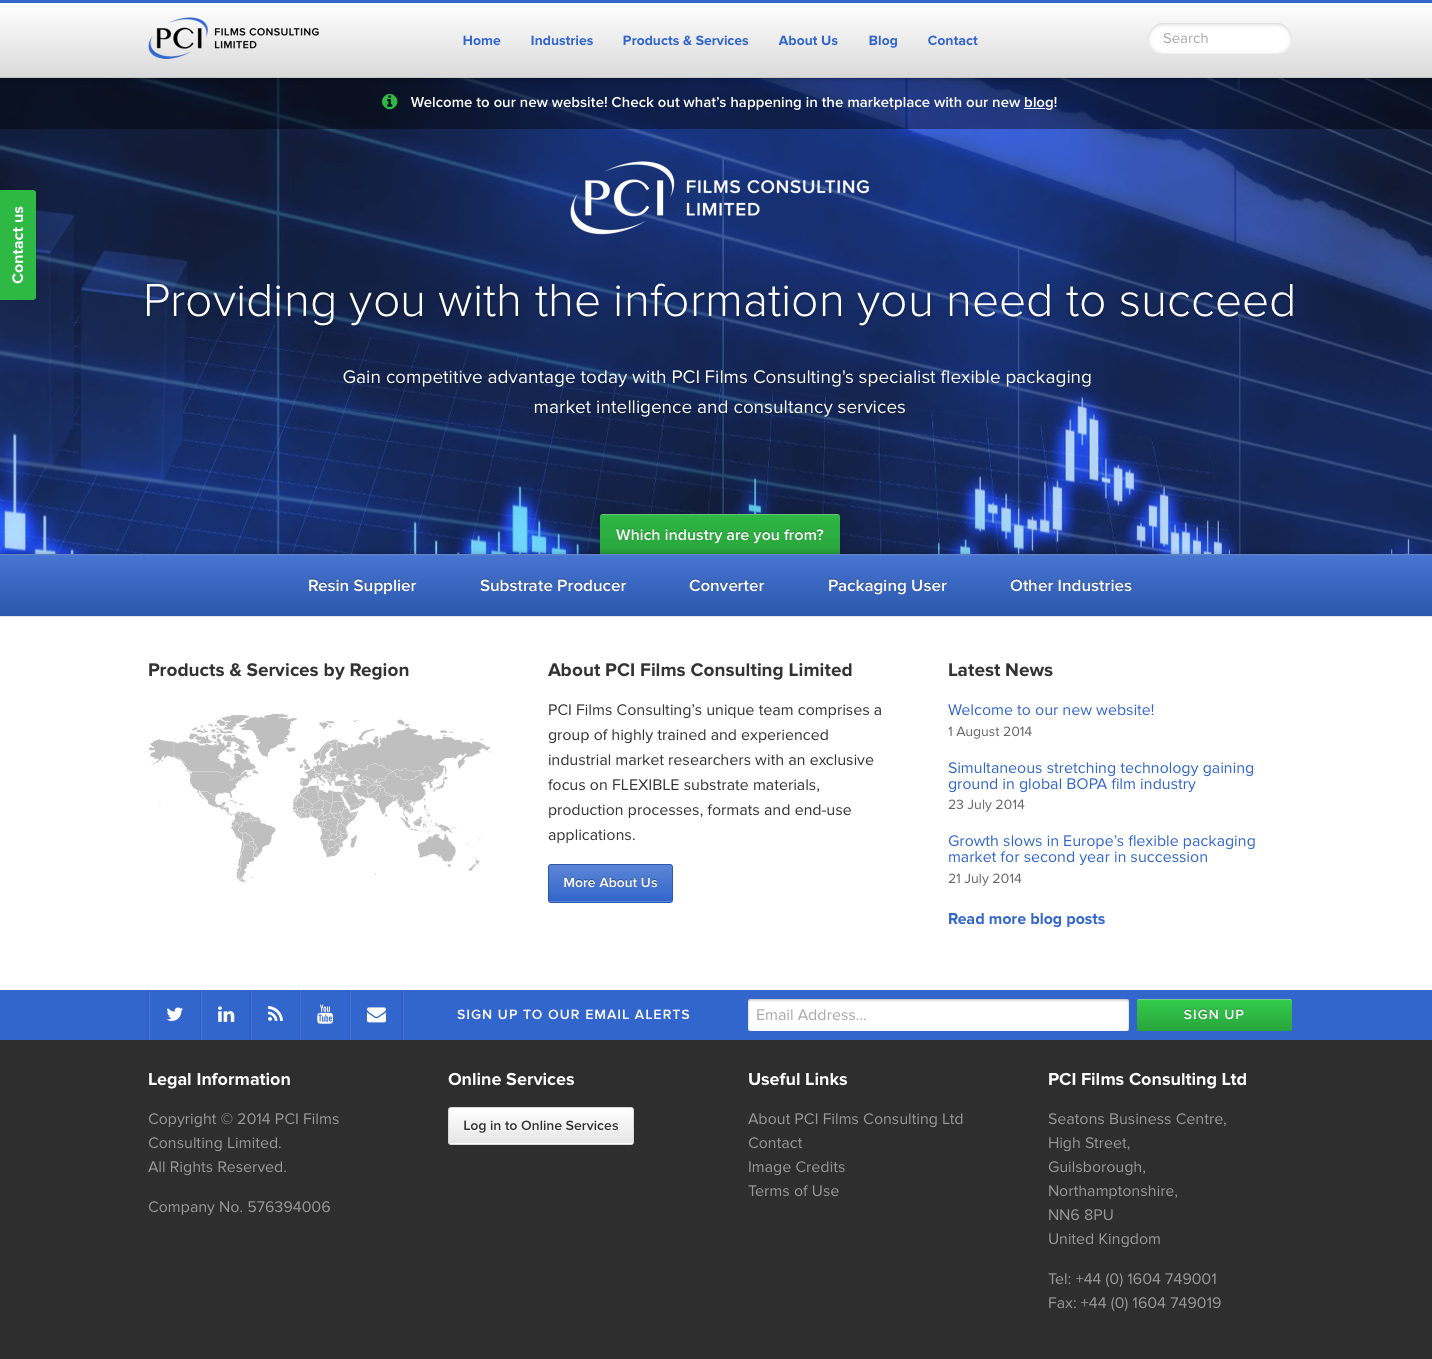 PCI FILMS CONSULTING
LIMITED
Home
Industries
Products & Services
About Us
Blog
Contact
Search
Welcome to our new website! Check out what’s happening in the marketplace with our new blog!
Contact us
PCI FILMS CONSULTING
LIMITED
Providing you with the information you need to succeed
Gain competitive advantage today with PCI Films Consulting's specialist flexible packaging
market intelligence and consultancy services
Which industry are you from?
Resin Supplier
Substrate Producer
Converter
Packaging User
Other Industries
Products & Services by Region
About PCI Films Consulting Limited
PCI Films Consulting’s unique team comprises a
group of highly trained and experienced
industrial market researchers with an exclusive
focus on FLEXIBLE substrate materials,
production processes, formats and end-use
applications.
More About Us
Latest News
Welcome to our new website!
1 August 2014
Simultaneous stretching technology gaining
ground in global BOPA film industry
23 July 2014
Growth slows in Europe’s flexible packaging
market for second year in succession
21 July 2014
Read more blog posts
in
You
Tube
SIGN UP TO OUR EMAIL ALERTS
Email Address...
SIGN UP
Legal Information
Copyright © 2014 PCI Films
Consulting Limited.
All Rights Reserved.
Company No. 576394006
Online Services
Log in to Online Services
Useful Links
About PCI Films Consulting Ltd
Contact
Image Credits
Terms of Use
PCI Films Consulting Ltd
Seatons Business Centre,
High Street,
Guilsborough,
Northamptonshire,
NN6 8PU
United Kingdom
Tel: +44 (0) 1604 749001
Fax: +44 (0) 1604 749019